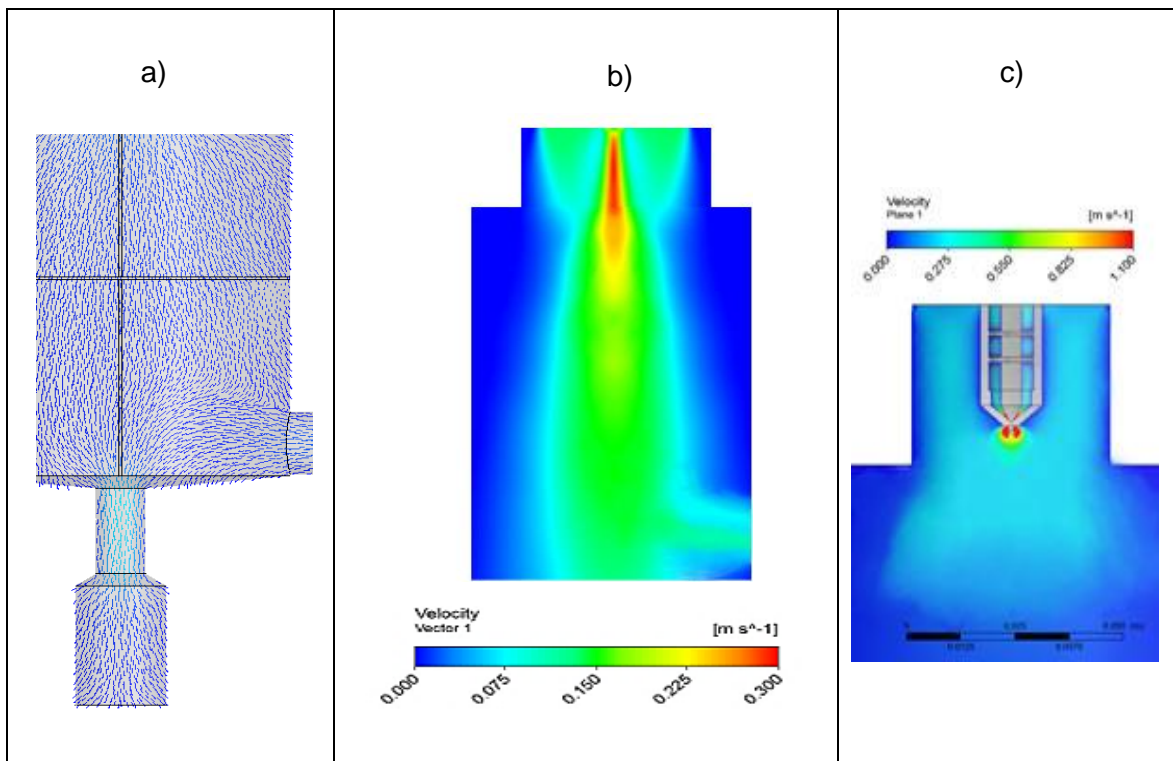 a)
b)
c)
Velocity
Vector 1
[m s^-1]
0.000
0.075
0.150
0.225
0.300
Velocity
Plane 1
[m s^-1]
0.000
0.275
0.550
0.825
1.100